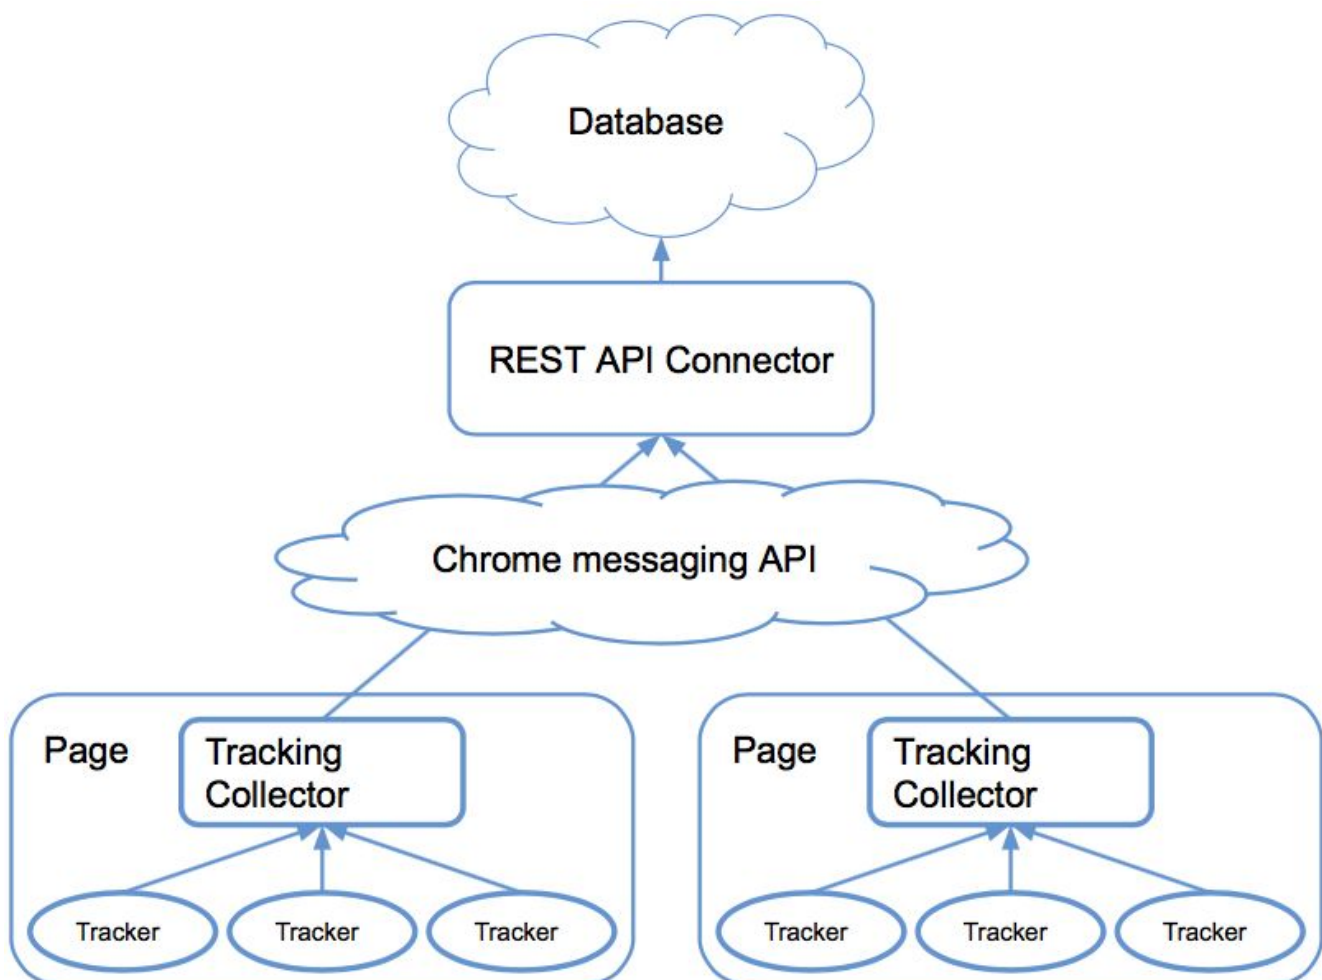 Database
REST API Connector
Chrome messaging API
Page
Tracking
Collector
Tracker
Tracker
Tracker
Page
Tracking
Collector
Tracker
Tracker
Tracker